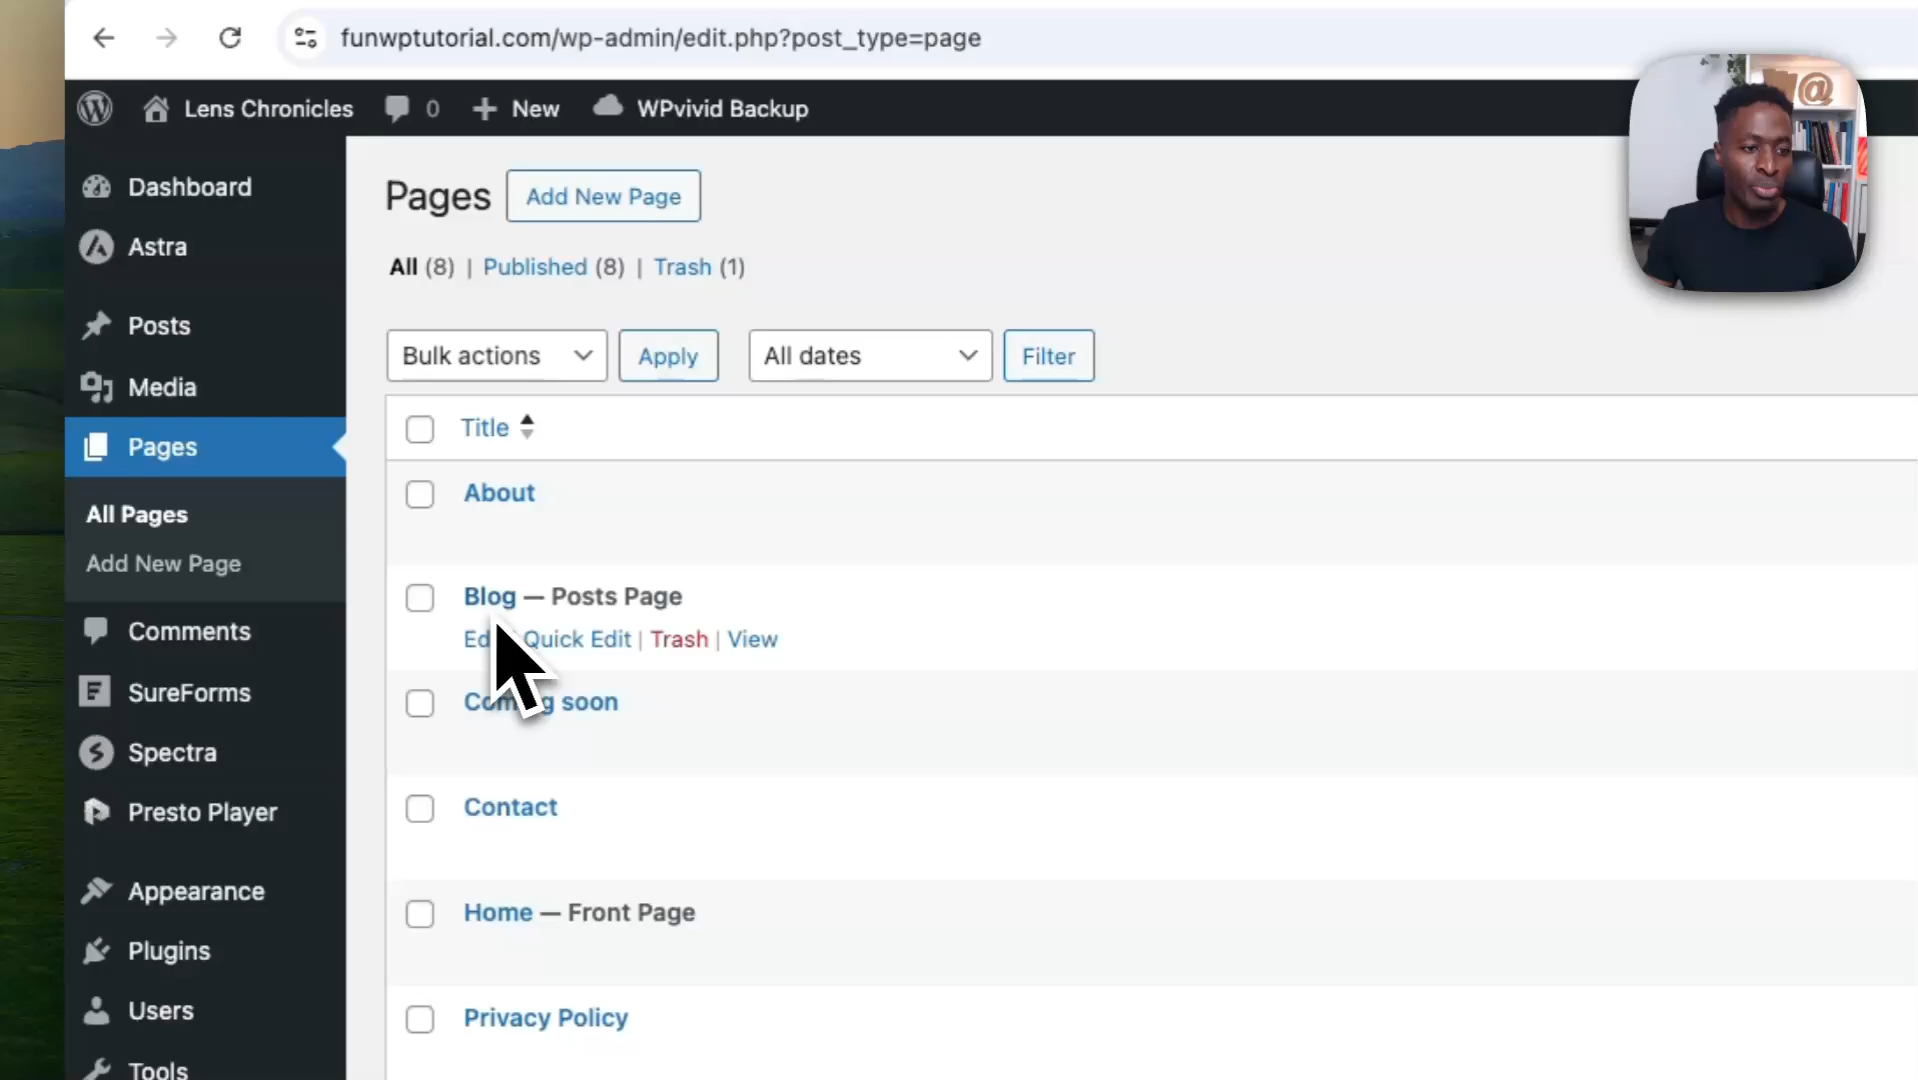 funwptutorial.com/wp-admin/edit.php?post_type=page
Lens Chronicles 0 New WPvivid Backup
Dashboard
Astra
Posts
Media
Pages
All Pages
Add New Page
Comments
SureForms
Spectra
Presto Player
Appearance
Plugins
Users
Tools
Pages Add New Page
All (8) | Published (8) | Trash (1)
Bulk actions Apply All dates Filter
Title
About
Blog — Posts Page
Quick Edit | Trash | View
soon
Contact
Home — Front Page
Privacy Policy
@